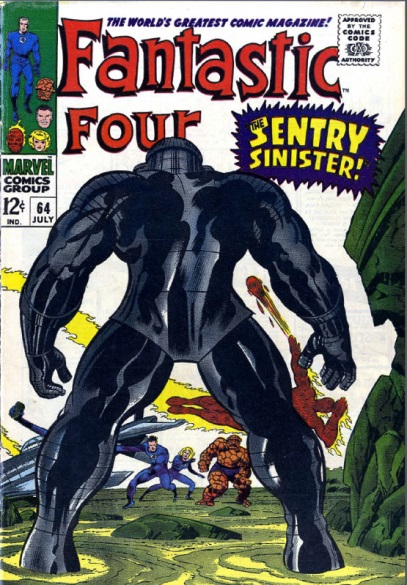 THE WORLD'S GREATEST COMIC MAGAZINE!
Fantastic
Four
TM
APPROVED
BY THE
COMICS
CODE
AUTHORITY
THE SENTRY
SINISTER!
MARVEL
COMICS
GROUP
12¢
IND.
64
JULY